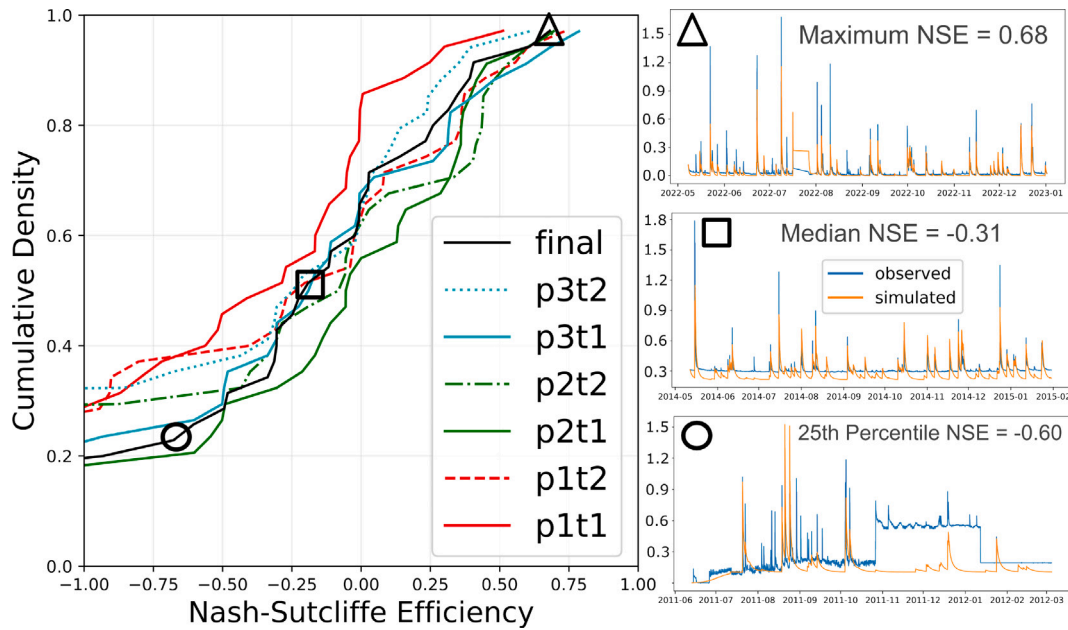 1.0
0.8
0.6
0.4
0.2
0.0
Cumulative Density
−1.00 −0.75 −0.50 −0.25 0.00 0.25 0.50 0.75 1.00
Nash-Sutcliffe Efficiency
final
p3t2
p3t1
p2t2
p2t1
p1t2
p1t1
Maximum NSE = 0.68
1.5
1.2
0.9
0.6
0.3
0.0
2022-05 2022-06 2022-07 2022-08 2022-09 2022-10 2022-11 2022-12 2023-01
1.8
Median NSE = -0.31
1.5
1.2
0.9
0.6
0.3
observed
simulated
2014-05 2014-06 2014-07 2014-08 2014-09 2014-10 2014-11 2014-12 2015-01 2015-02
1.5
25th Percentile NSE = -0.60
1.2
0.9
0.6
0.3
2011-06 2011-07 2011-08 2011-09 2011-10 2011-11 2011-12 2012-01 2012-02 2012-03